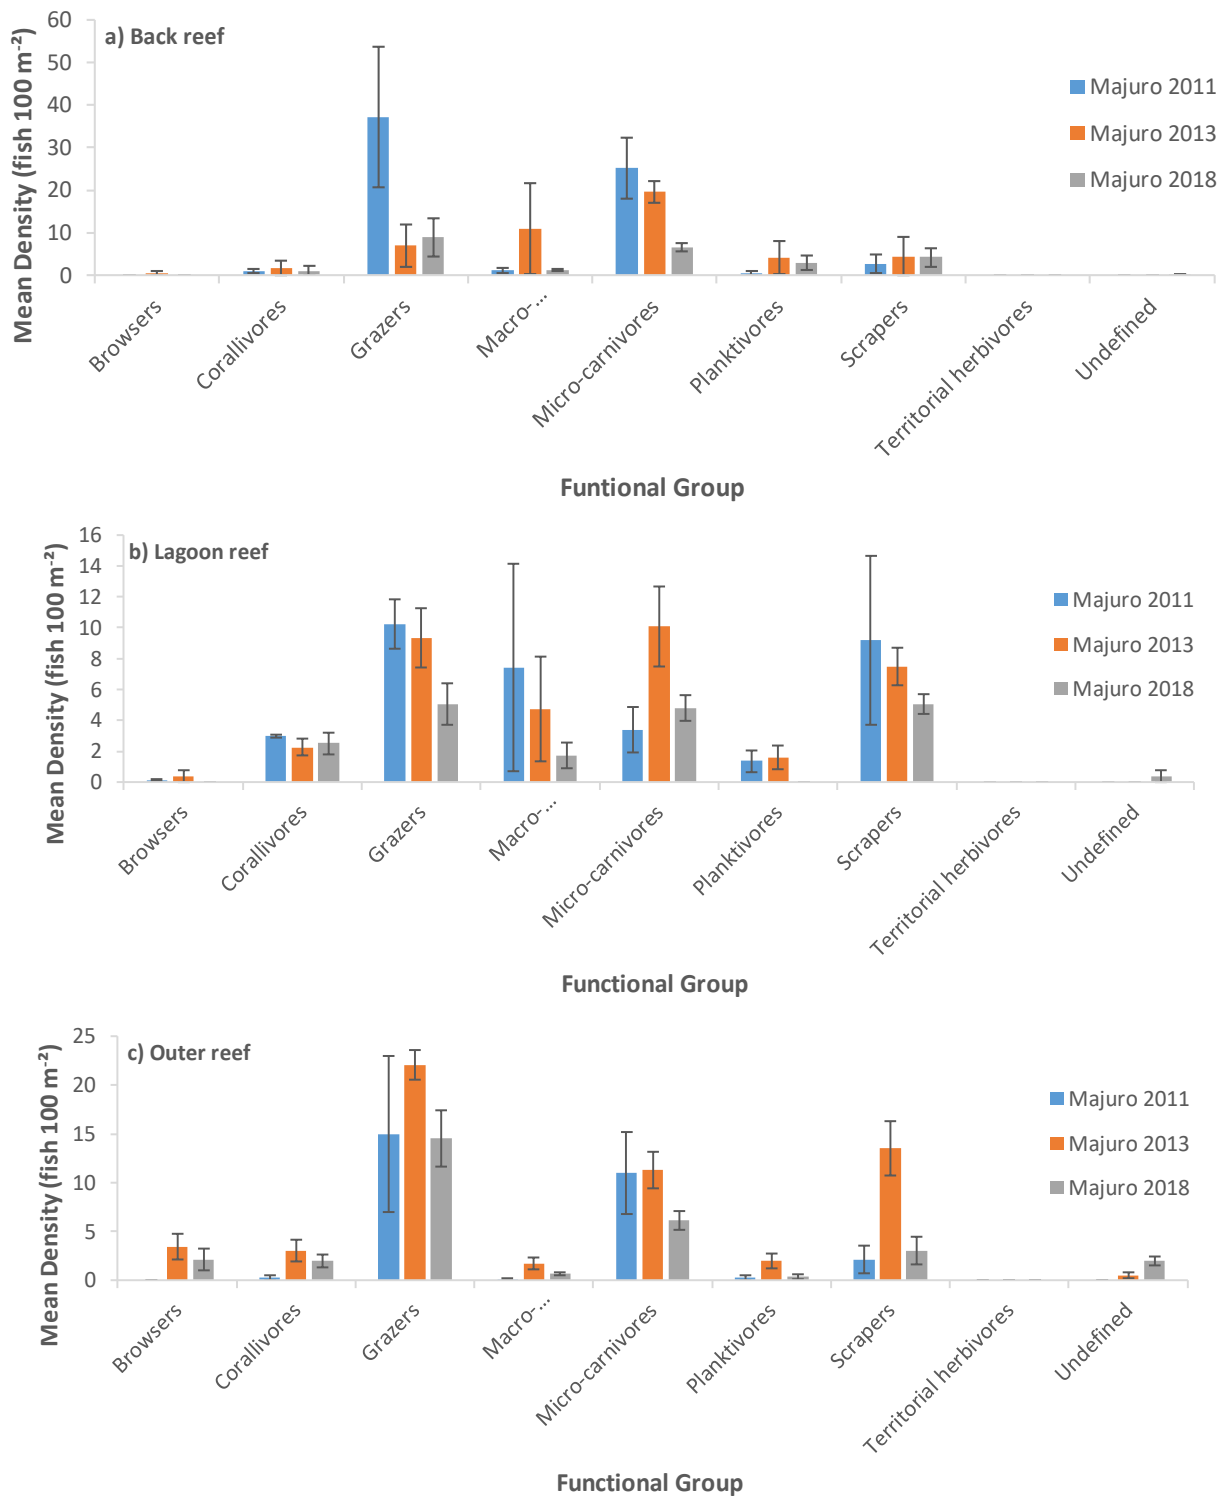 a) Back reef
Mean Density (fish 100 m⁻²)
60
50
40
30
20
10
0
Majuro 2011
Majuro 2013
Majuro 2018
Browsers
Corallivores
Grazers
Macro-...
Micro-carnivores
Planktivores
Scrapers
Territorial herbivores
Undefined
Funtional Group
b) Lagoon reef
Mean Density (fish 100 m⁻²)
16
14
12
10
8
6
4
2
0
Majuro 2011
Majuro 2013
Majuro 2018
Browsers
Corallivores
Grazers
Macro-...
Micro-carnivores
Planktivores
Scrapers
Territorial herbivores
Undefined
Functional Group
c) Outer reef
Mean Density (fish 100 m⁻²)
25
20
15
10
5
0
Majuro 2011
Majuro 2013
Majuro 2018
Browsers
Corallivores
Grazers
Macro-...
Micro-carnivores
Planktivores
Scrapers
Territorial herbivores
Undefined
Functional Group